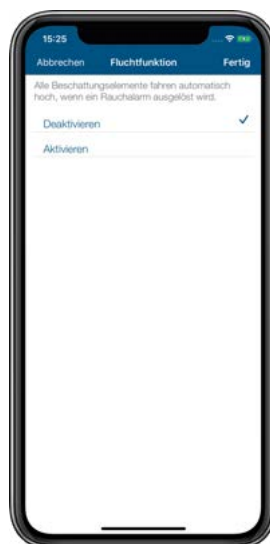 15:25
Abbrechen Fluchtfunktion Fertig
Alle Beschattungselemente fahren automatisch
hoch, wenn ein Rauchalarm ausgelöst wird.
Deaktivieren
Aktivieren